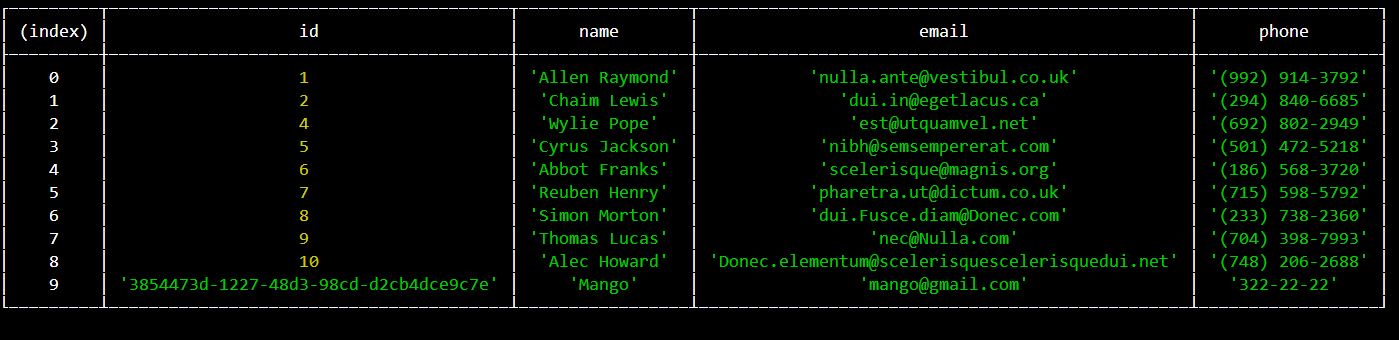 (index) id name email phone
0 1 'Allen Raymond' 'nulla.ante@vestibul.co.uk' '(992) 914-3792'
1 2 'Chaim Lewis' 'dui.in@egetlacus.ca' '(294) 840-6685'
2 4 'Wylie Pope' 'est@utquamvel.net' '(692) 802-2949'
3 5 'Cyrus Jackson' 'nibh@semsempererat.com' '(501) 472-5218'
4 6 'Abbot Franks' 'scelerisque@magnis.org' '(186) 568-3720'
5 7 'Reuben Henry' 'pharetra.ut@dictum.co.uk' '(715) 598-5792'
6 8 'Simon Morton' 'dui.Fusce.diam@Donec.com' '(233) 738-2360'
7 9 'Thomas Lucas' 'nec@Nulla.com' '(704) 398-7993'
8 10 'Alec Howard' 'Donec.elementum@scelerisquescelerisquedui.net' '(748) 206-2688'
9 '3854473d-1227-48d3-98cd-d2cb4dce9c7e' 'Mango' 'mango@gmail.com' '322-22-22'